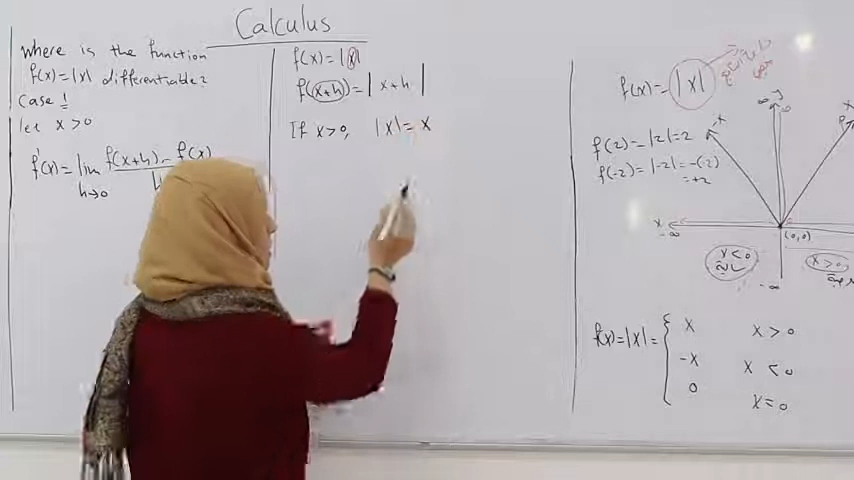 Calculus
where is the function
f(x)=|x| differentiable?
Case 1
let x>0
f'(x)= lim h→0 f(x+h) - f(x)
f(x)=|x|
f(x+h)=| x+h |
If x>0, |x|= x
f(x)= |x|
f(2)=|2|=2
f(-2)=|-2|=-(-2)
=+2
-x
y
∞
x
-∞
(0,0)
x<0
x>0
-∞
f(x)=|x|= { x x>0
-x x<0
0 x=0